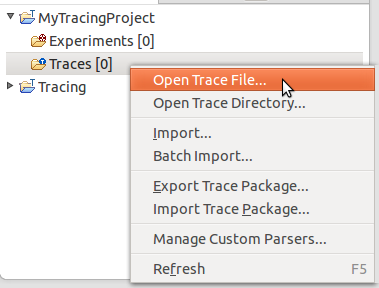 MyTracingProject
Experiments [0]
Traces [0]
Tracing
Open Trace File...
Open Trace Directory...
Import...
Batch Import...
Export Trace Package...
Import Trace Package...
Manage Custom Parsers...
Refresh F5